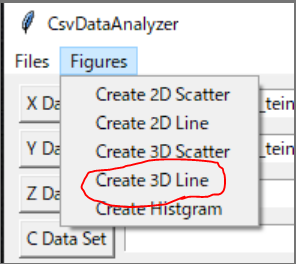 CsvDataAnalyzer
Files Figures
Create 2D Scatter
X Da _tein
Create 2D Line
Y Da Create 3D Scatter _tein
Create 3D Line
Z Da
Create Histgram
C Data Set